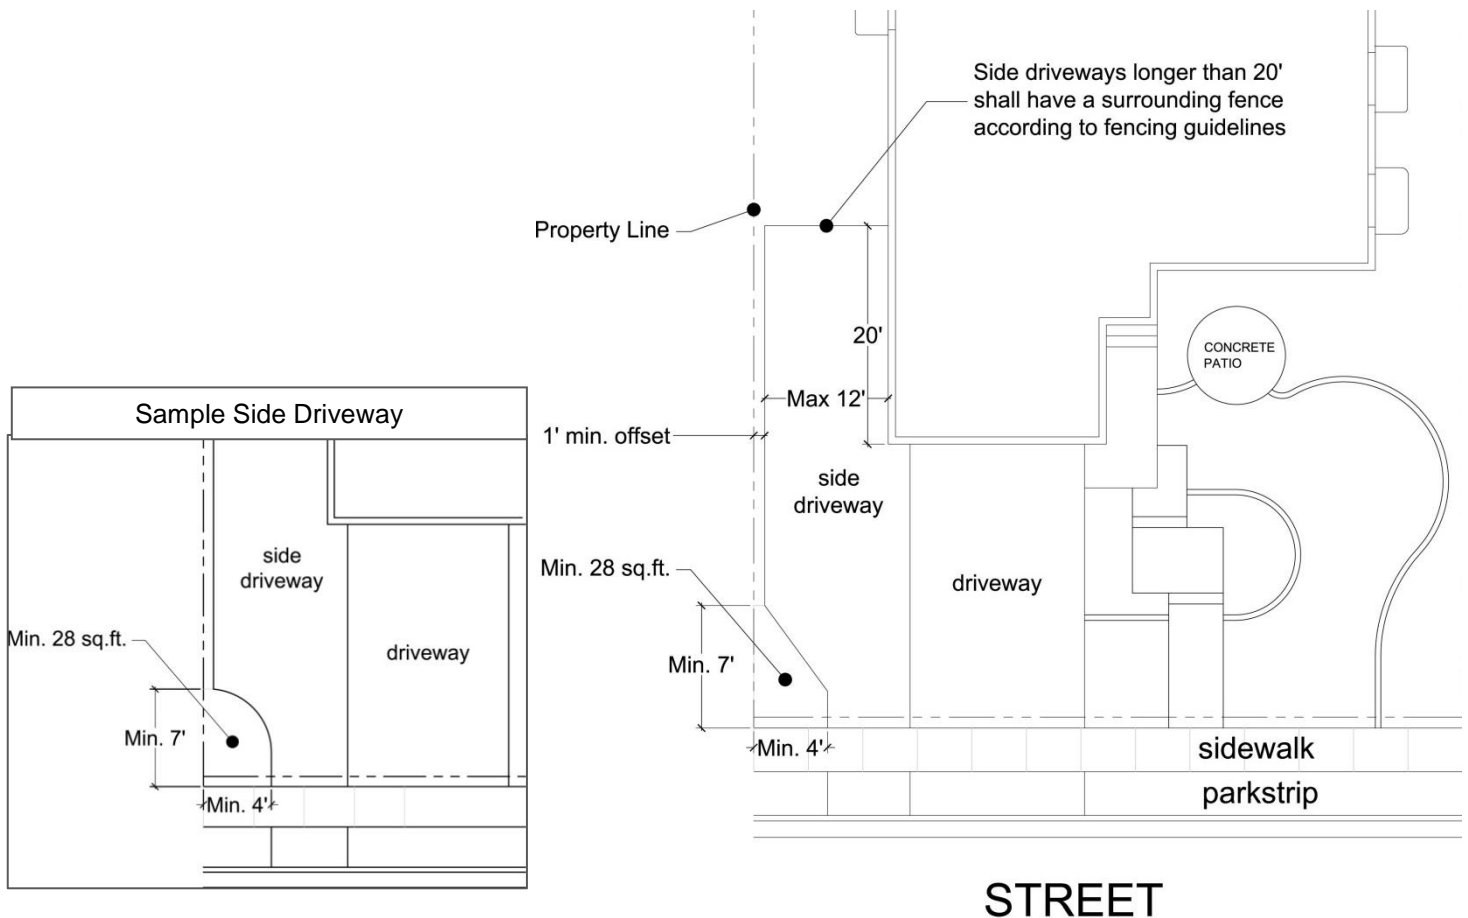 Side driveways longer than 20'
shall have a surrounding fence
according to fencing guidelines
Property Line
20'
CONCRETE
PATIO
Max 12'
Sample Side Driveway
1' min. offset
side
driveway
side
driveway
Min. 28 sq.ft.
driveway
Min. 28 sq.ft.
driveway
Min. 7'
Min. 7'
Min. 4'
sidewalk
Min. 4'
parkstrip
STREET